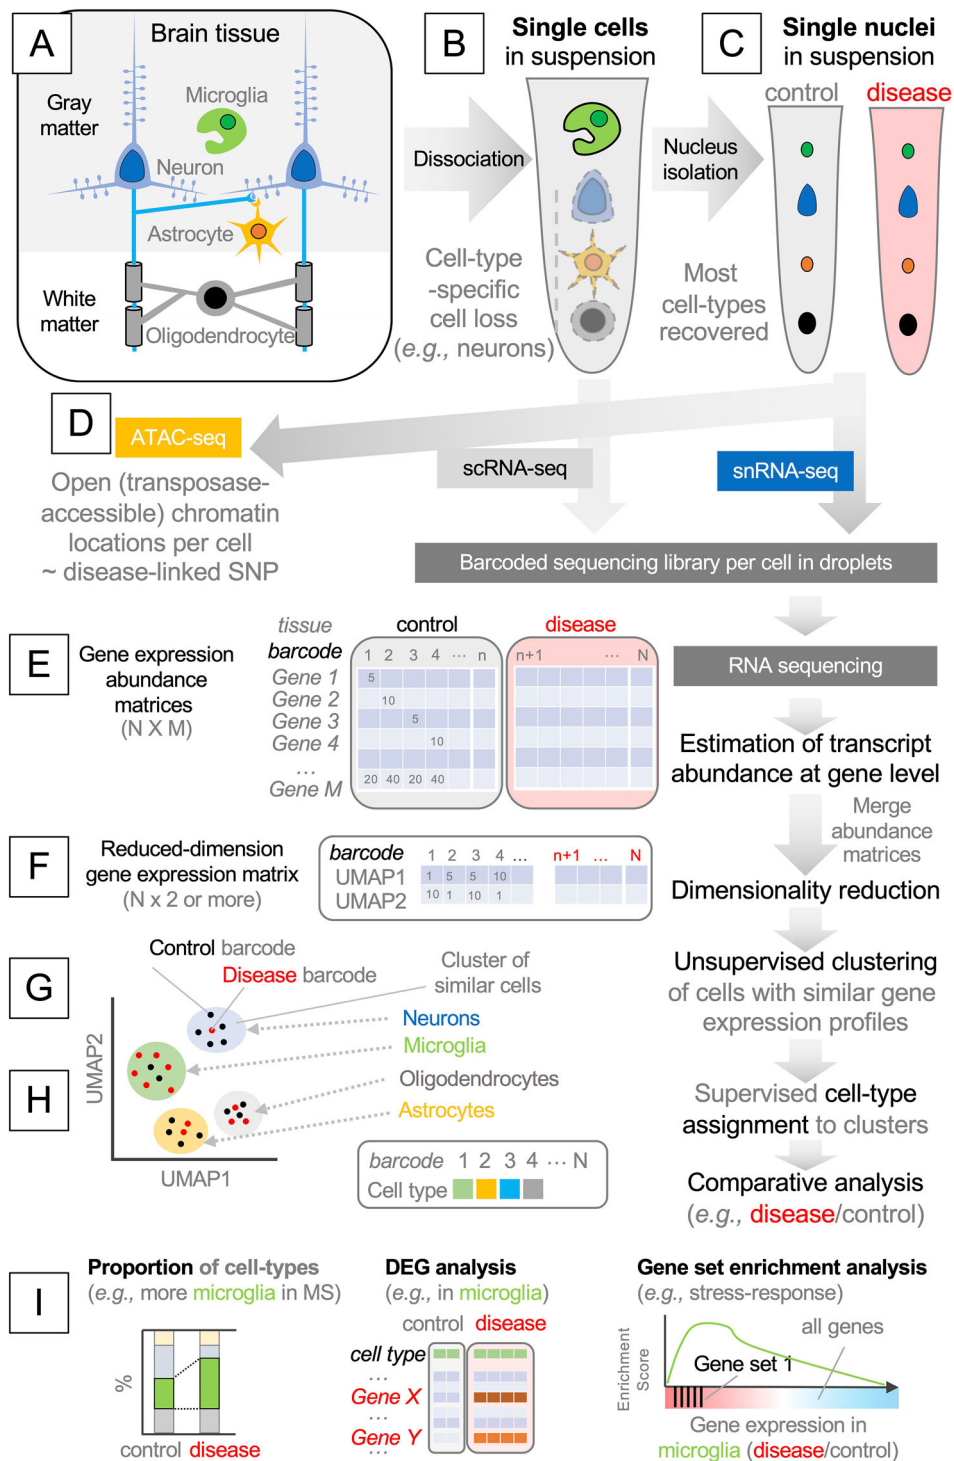 A
Brain tissue
Gray
matter
Microglia
Neuron
Astrocyte
White
matter
Oligodendrocyte
B
Single cells
in suspension
Dissociation
Cell-type
-specific
cell loss
(e.g., neurons)
C
Single nuclei
in suspension
control
disease
Nucleus
isolation
Most
cell-types
recovered
D
ATAC-seq
Open (transposase-
accessible) chromatin
locations per cell
~ disease-linked SNP
scRNA-seq
snRNA-seq
Barcoded sequencing library per cell in droplets
RNA sequencing
Estimation of transcript
abundance at gene level
Merge
abundance
matrices
Dimensionality reduction
Unsupervised clustering
of cells with similar gene
expression profiles
Supervised cell-type
assignment to clusters
Comparative analysis
(e.g., disease/control)
E
Gene expression
abundance
matrices
(N X M)
tissue control disease
barcode 1 2 3 4 ... n n+1 ... N
Gene 1 5
Gene 2 10
Gene 3 5
Gene 4 10
...
Gene M 20 40 20 40
F
Reduced-dimension
gene expression matrix
(N x 2 or more)
barcode 1 2 3 4 ... n+1 ... N
UMAP1 1 5 5 10
UMAP2 10 1 10 1
G
Control barcode
Disease barcode
Cluster of
similar cells
Neurons
Microglia
H
Oligodendrocytes
Astrocytes
UMAP2
UMAP1
barcode 1 2 3 4 ... N
Cell type
I
Proportion of cell-types
(e.g., more microglia in MS)
%
control disease
DEG analysis
(e.g., in microglia)
control disease
cell type
...
Gene X
...
Gene Y
...
Gene set enrichment analysis
(e.g., stress-response)
all genes
Enrichment
Score
Gene set 1
Gene expression in
microglia (disease/control)